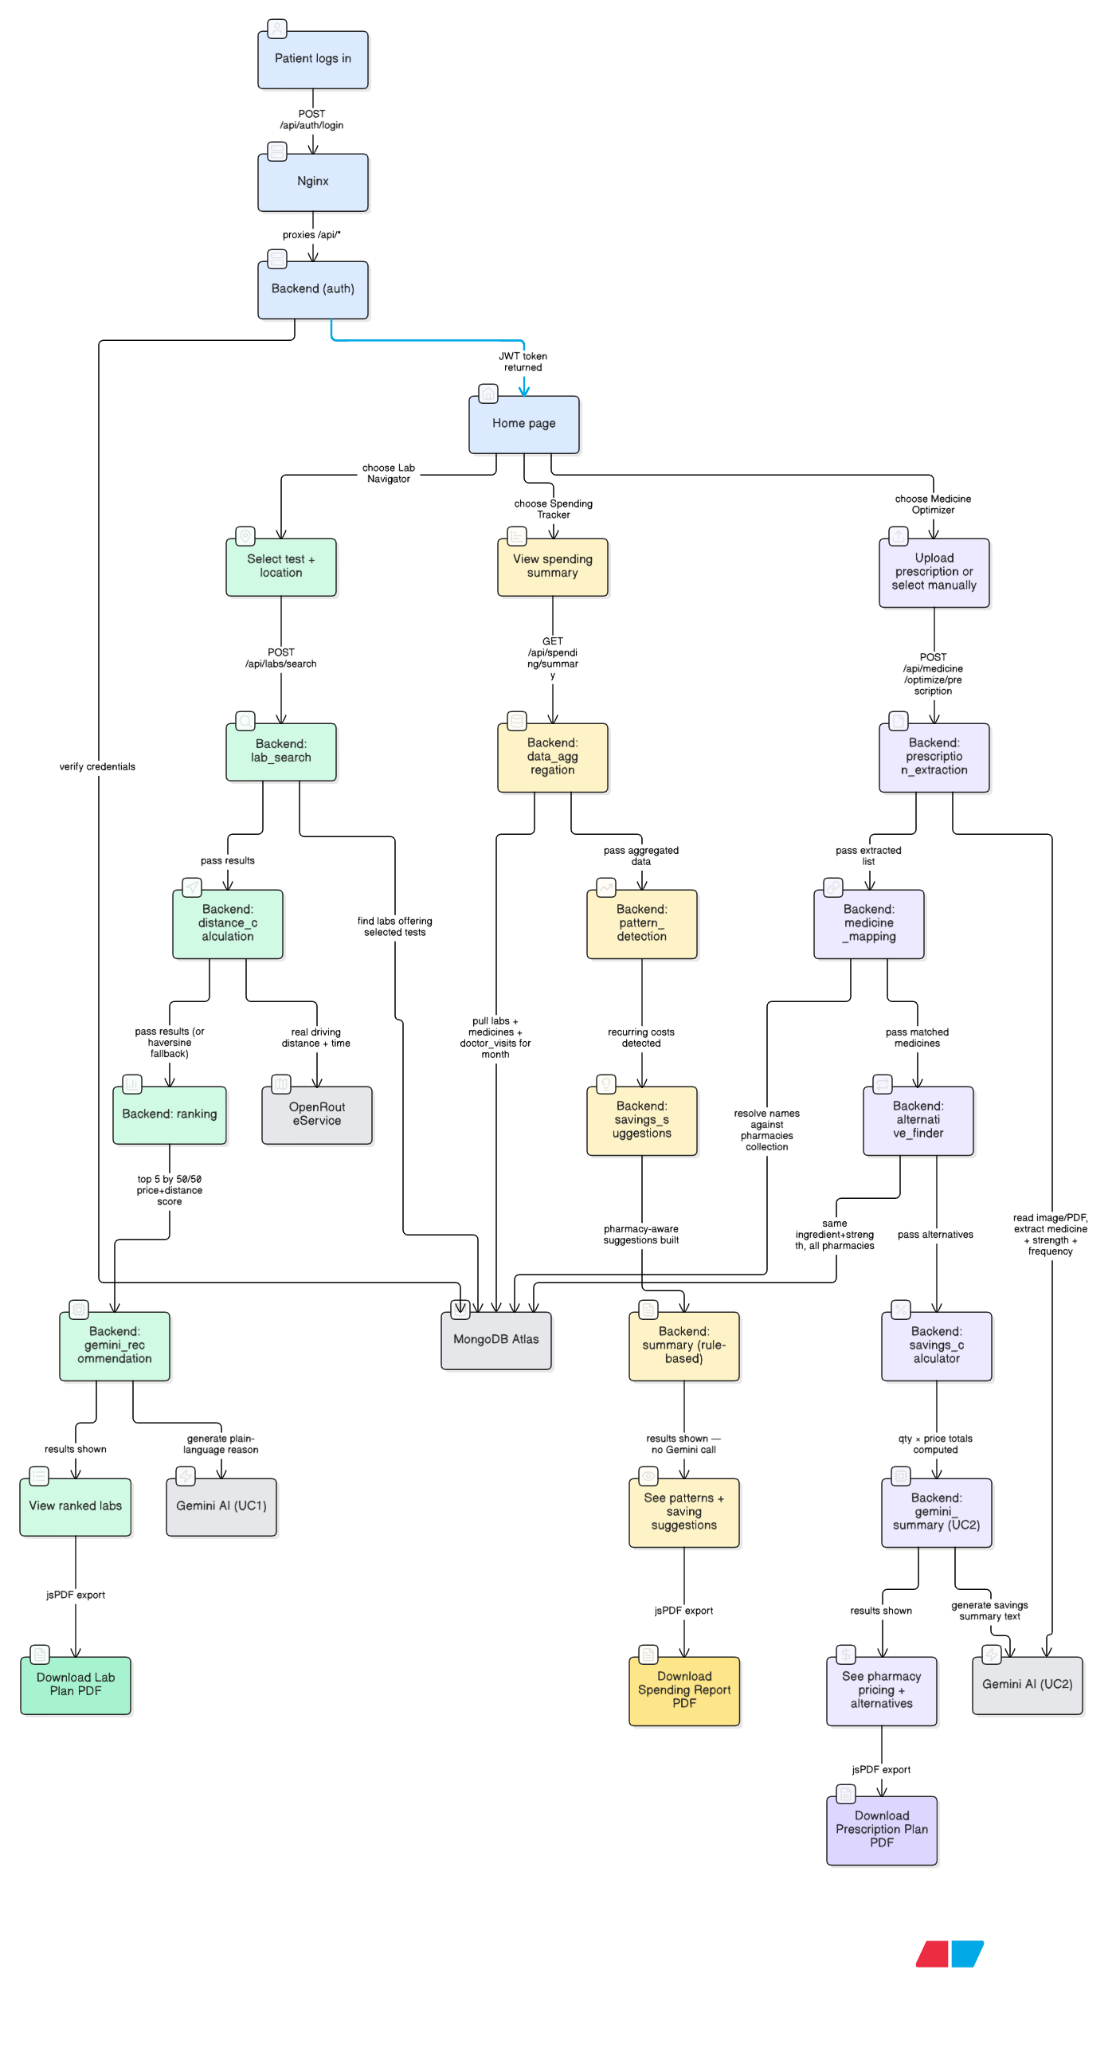 Patient logs in
POST
/api/auth/login
Nginx
proxies /api/*
Backend (auth)
JWT token
returned
Home page
choose Lab
Navigator
choose Spending
Tracker
choose Medicine
Optimizer
Select test +
location
View spending
summary
Upload
prescription or
select manually
POST
/api/labs/search
GET
/api/spendi
ng/summar
y
POST
/api/medicine
/optimize/pre
scription
Backend:
lab_search
Backend:
data_agg
regation
Backend:
prescriptio
n_extraction
verify credentials
pass results
find labs offering
selected tests
pass aggregated
data
pass extracted
list
Backend:
distance_c
alculation
Backend:
pattern_
detection
Backend:
medicine
_mapping
pass results (or
haversine
fallback)
real driving
distance + time
pull labs +
medicines +
doctor_visits for
month
recurring costs
detected
pass matched
medicines
Backend: ranking
OpenRout
eService
Backend:
savings_s
uggestions
resolve names
against
pharmacies
collection
Backend:
alternati
ve_finder
top 5 by 50/50
price+distance
score
pharmacy-aware
suggestions built
same
ingredient+streng
th, all pharmacies
pass alternatives
read image/PDF,
extract medicine
+ strength +
frequency
Backend:
gemini_rec
ommendation
MongoDB Atlas
Backend:
summary (rule-
based)
Backend:
savings_c
alculator
results shown
generate plain-
language reason
results shown —
no Gemini call
qty × price totals
computed
View ranked labs
Gemini AI (UC1)
See patterns +
saving
suggestions
Backend:
gemini_
summary (UC2)
jsPDF export
jsPDF export
results shown
generate savings
summary text
Download Lab
Plan PDF
Download
Spending Report
PDF
See pharmacy
pricing +
alternatives
Gemini AI (UC2)
jsPDF export
Download
Prescription Plan
PDF